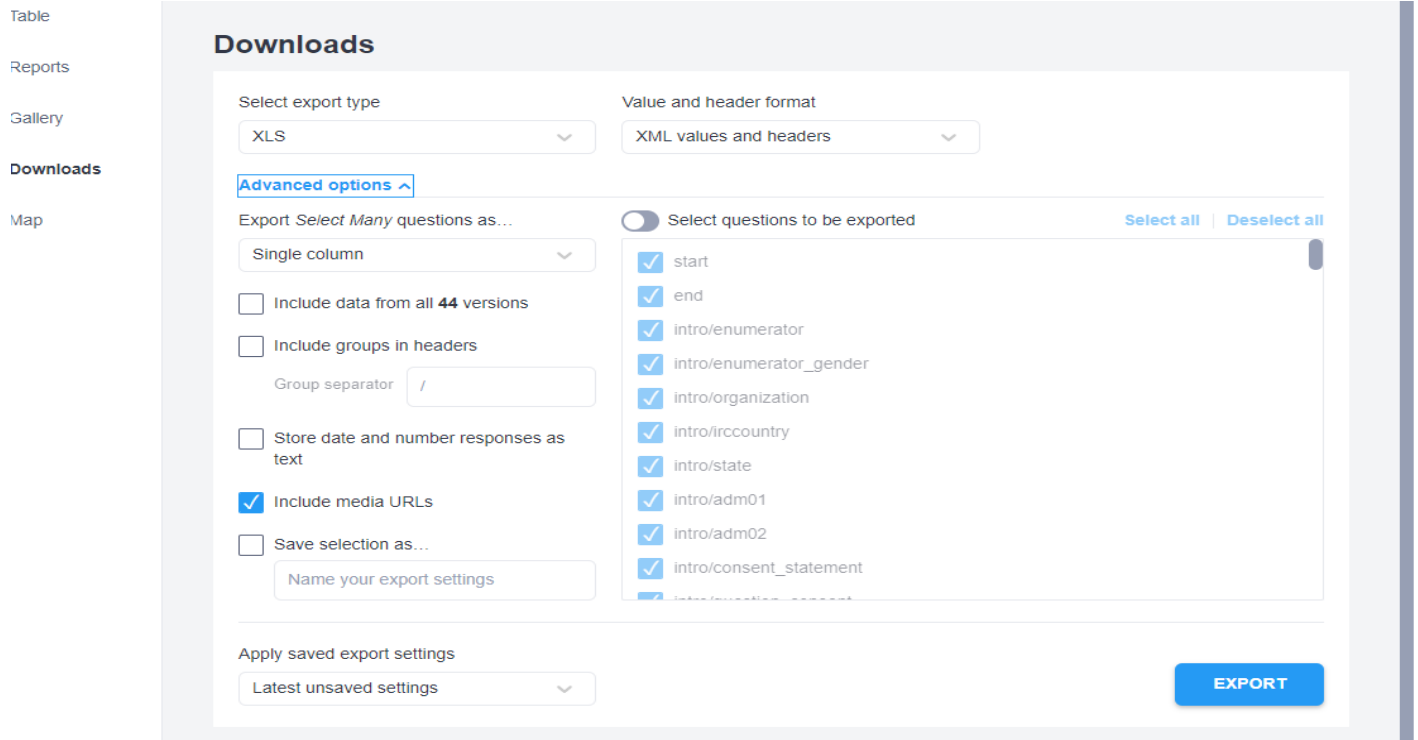 Table
Reports
Gallery
Downloads
Map
Downloads
Select export type
XLS
Value and header format
XML values and headers
Advanced options
Export Select Many questions as...
Single column
Include data from all 44 versions
Include groups in headers
Group separator /
Store date and number responses as
text
Include media URLs
Save selection as...
Name your export settings
Select questions to be exported
Select all | Deselect all
start
end
intro/enumerator
intro/enumerator_gender
intro/organization
intro/irccountry
intro/state
intro/adm01
intro/adm02
intro/consent_statement
intro/question_consent
Apply saved export settings
Latest unsaved settings
EXPORT